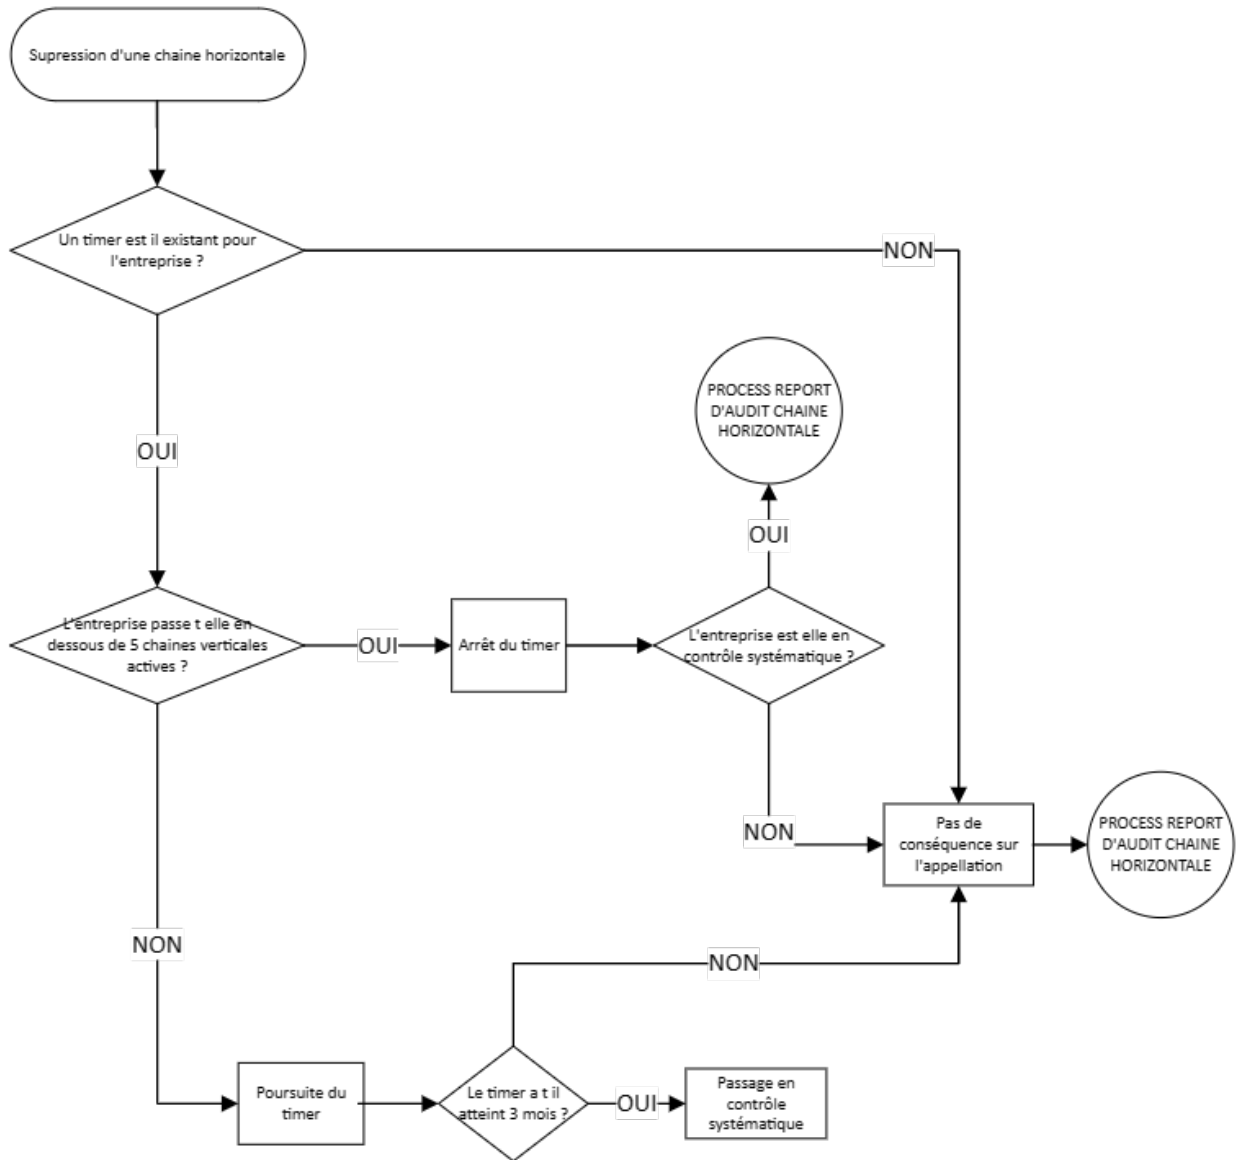 Supression d'une chaine horizontale
Un timer est il existant pour
l'entreprise ?
NON
PROCESS REPORT
D'AUDIT CHAINE
HORIZONTALE
OUI
OUI
L'entreprise passe t elle en
dessous de 5 chaines verticales
actives ?
OUI
Arrêt du timer
L'entreprise est elle en
contrôle systématique ?
NON
Pas de
conséquence sur
l'appellation
PROCESS REPORT
D'AUDIT CHAINE
HORIZONTALE
NON
NON
Poursuite du
timer
Le timer a t il
atteint 3 mois ?
OUI
Passage en
contrôle
systématique